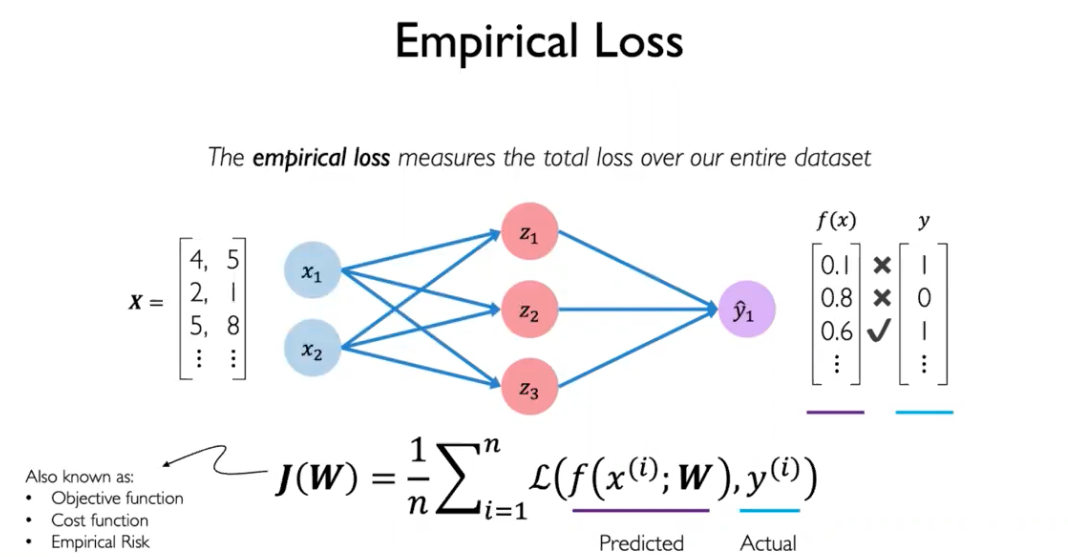 Empirical Loss
The empirical loss measures the total loss over our entire dataset
f(x) y
X =
4, 5
2, 1
5, 8
⋮ ⋮
x₁
x₂
z₁
z₂
z₃
ŷ₁
0.1 ✖ 1
0.8 ✖ 0
0.6 ✔ 1
⋮ ⋮
J(W) = 1/n ∑ⁿᵢ₌₁ ℒ(f(x⁽ⁱ⁾; W), y⁽ⁱ⁾)
Predicted Actual
Also known as:
• Objective function
• Cost function
• Empirical Risk